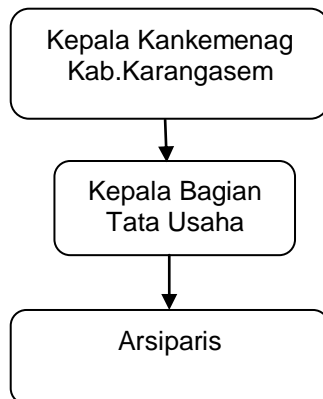 Kepala Kankemenag
Kab.Karangasem
Kepala Bagian
Tata Usaha
Arsiparis